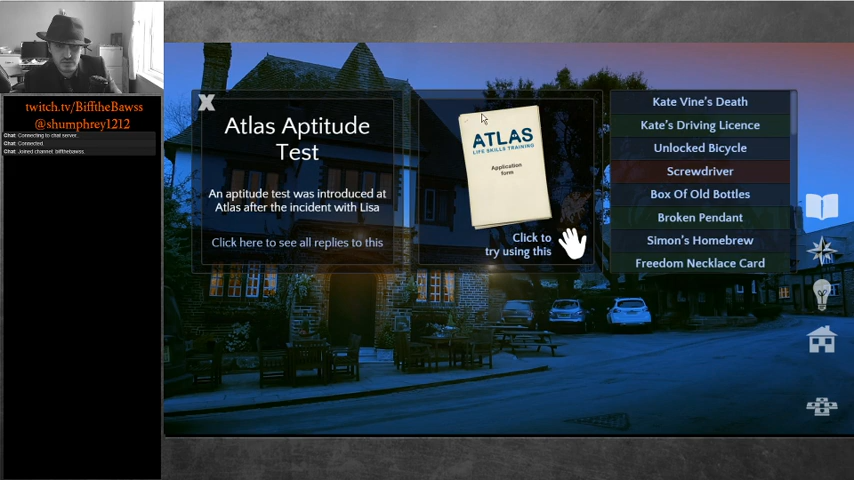 twitch.tv/BifftheBawss
@shumphrey1212
Chat: Connecting to chat server.
Chat: Connected.
Chat: Joined channel: bifftheBawss.
X
Atlas Aptitude
Test
An aptitude test was introduced at
Atlas after the incident with Lisa
Click here to see all replies to this
ATLAS
LIFE SKILLS TRAINING
Application
form
Click to
try using this
Kate Vine's Death
Kate's Driving Licence
Unlocked Bicycle
Screwdriver
Box Of Old Bottles
Broken Pendant
Simon's Homebrew
Freedom Necklace Card